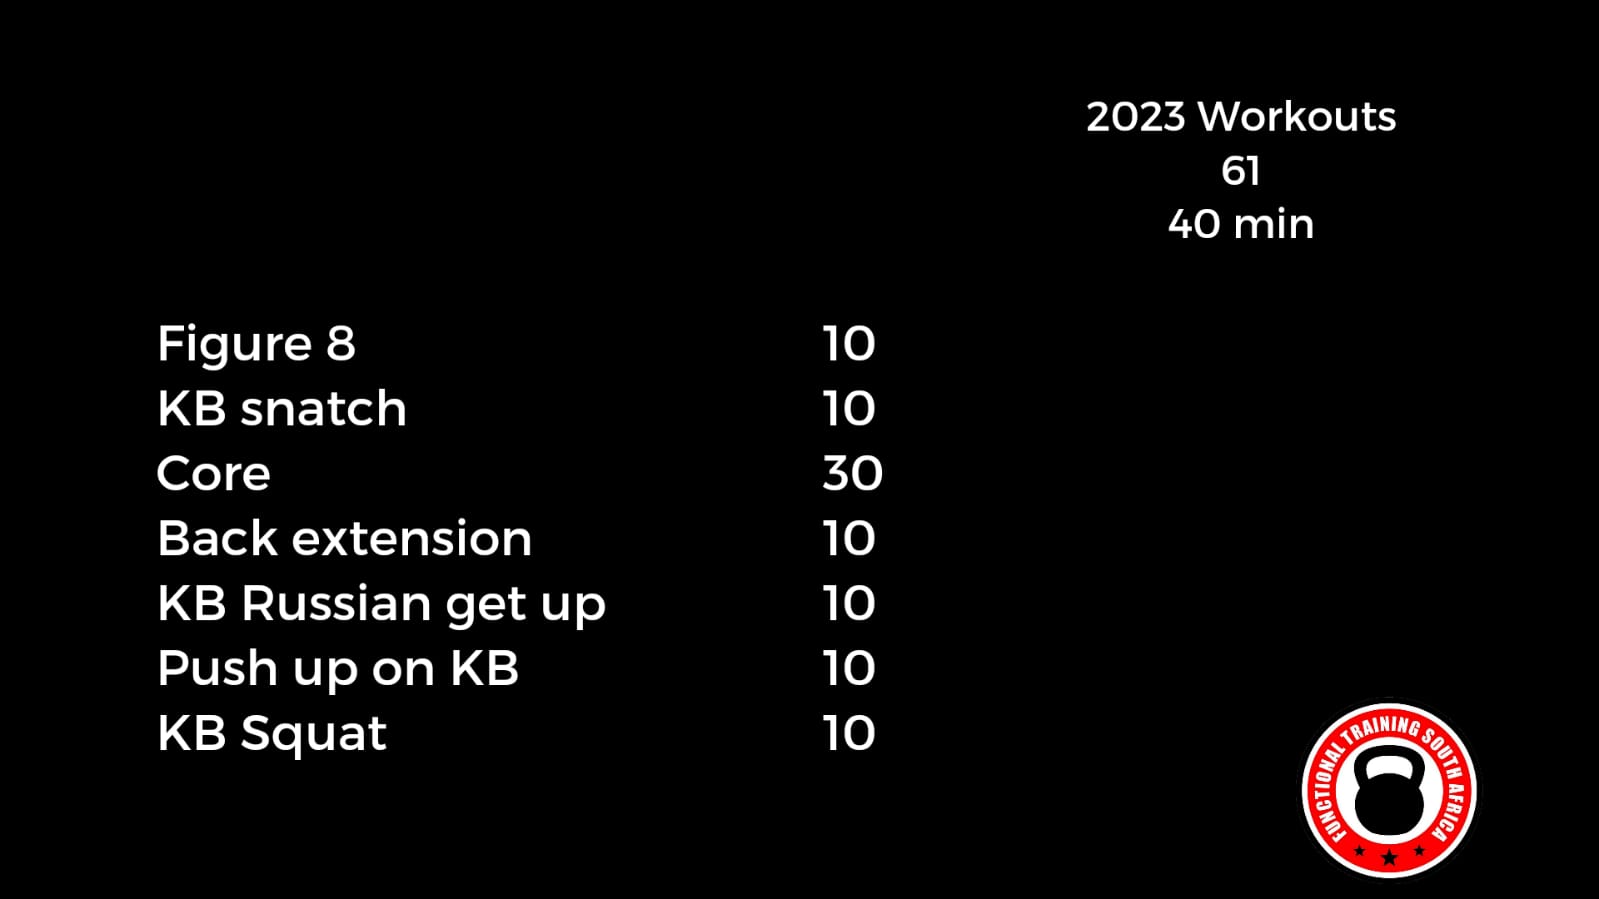 2023 Workouts
61
40 min
Figure 8 10
KB snatch 10
Core 30
Back extension 10
KB Russian get up 10
Push up on KB 10
KB Squat 10
FUNCTIONAL TRAINING SOUTH AFRICA